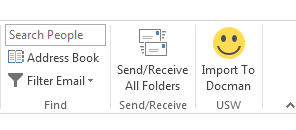 Search People
Address Book
Filter Email
Find
Send/Receive
All Folders
Send/Receive
Import To
Docman
USW